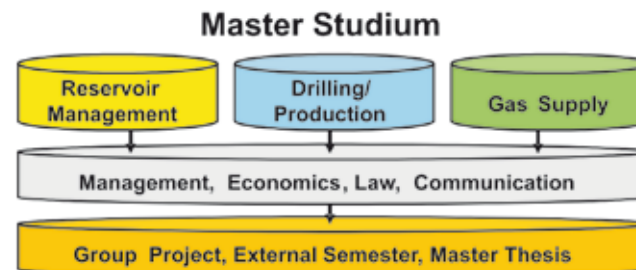 Master Studium
Reservoir
Management
Drilling/
Production
Gas Supply
Management, Economics, Law, Communication
Group Project, External Semester, Master Thesis